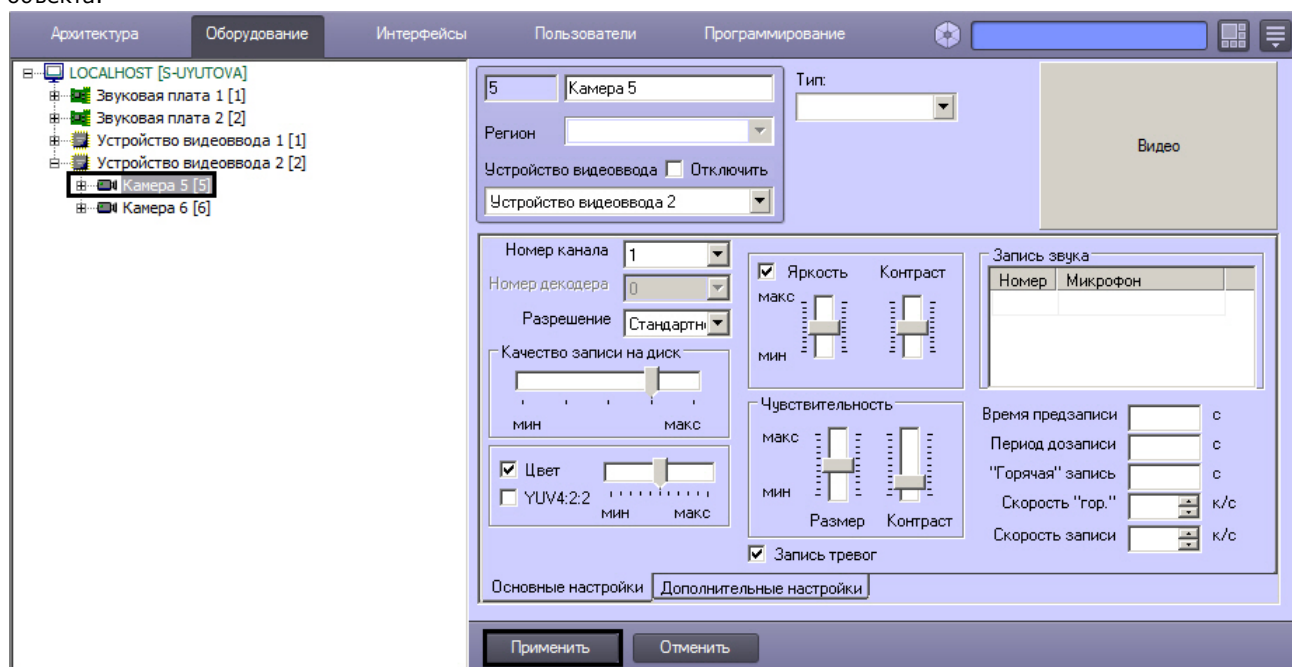 объекта.
Архитектура Оборудование Интерфейсы Пользователи Программирование
LOCALHOST [S-UYUTOVA]
Звуковая плата 1 [1]
Звуковая плата 2 [2]
Устройство видеоввода 1 [1]
Устройство видеоввода 2 [2]
Камера 5 [5]
Камера 6 [6]
5 Камера 5
Тип:
Регион
Устройство видеоввода Отключить
Устройство видеоввода 2
Видео
Номер канала 1
Номер декодера 0
Разрешение Стандартн
Качество записи на диск
мин макс
Цвет
YUV4:2:2
мин макс
Яркость Контраст
макс
мин
Чувствительность
макс
мин
Размер Контраст
Запись тревог
Запись звука
Номер Микрофон
Время предзаписи с
Период дозаписи с
"Горячая" запись с
Скорость "гор." к/с
Скорость записи к/с
Основные настройки Дополнительные настройки
Применить Отменить